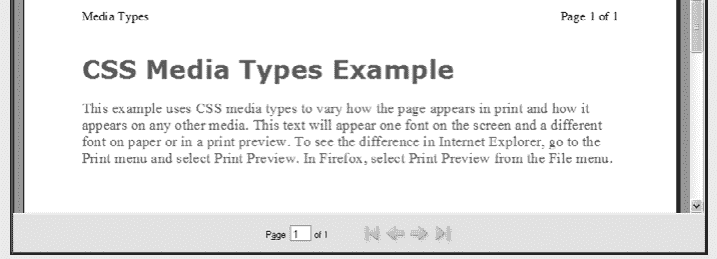 Media Types Page 1 of 1
CSS Media Types Example
This example uses CSS media types to vary how the page appears in print and how it
appears on any other media. This text will appear one font on the screen and a different
font on paper or in a print preview. To see the difference in Internet Explorer, go to the
Print menu and select Print Preview. In Firefox, select Print Preview from the File menu.
Page 1 of 1